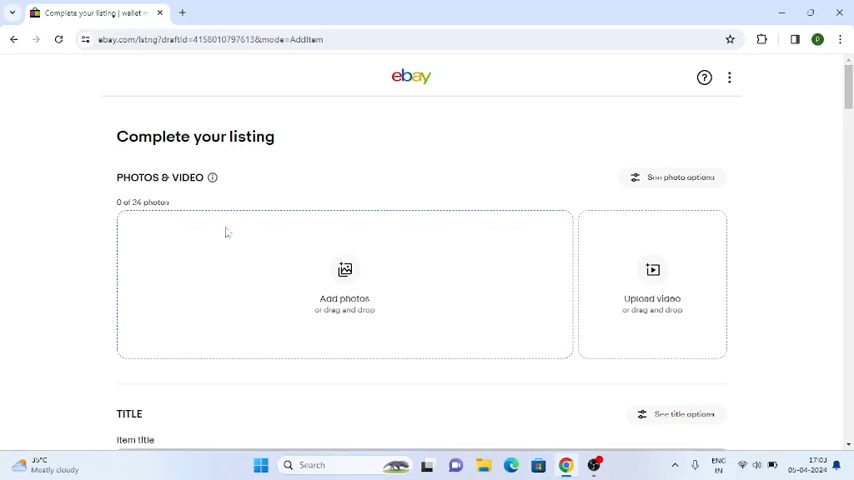 Complete your listing | wallet m
ebay.com/lstng?draftId=4158010797613&mode=AddItem
P
ebay
Complete your listing
PHOTOS & VIDEO
See photo options
0 of 24 photos
Add photos
or drag and drop
Upload video
or drag and drop
TITLE
See title options
Item title
35°C
Mostly cloudy
Search
ENG
IN
17:03
05-04-2024